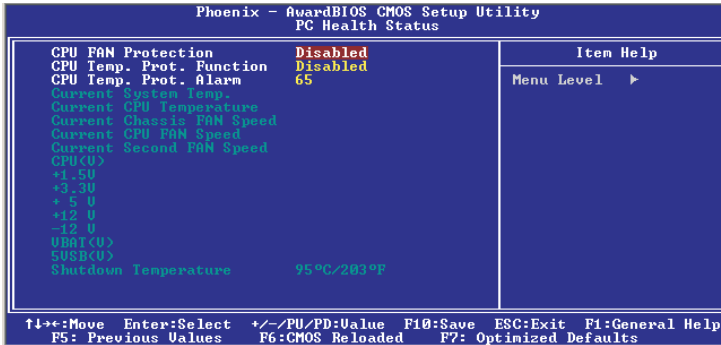 Phoenix - AwardBIOS CMOS Setup Utility
PC Health Status
CPU FAN Protection Disabled
CPU Temp. Prot. Function Disabled
CPU Temp. Prot. Alarm 65
Current System Temp.
Current CPU Temperature
Current Chassis FAN Speed
Current CPU FAN Speed
Current Second FAN Speed
CPU(V)
+1.5V
+3.3V
+ 5 V
+12 V
-12 V
VBAT(V)
5VSB(V)
Shutdown Temperature 95°C/203°F
Item Help
Menu Level ▶
↑↓→←:Move Enter:Select +/-/PU/PD:Value F10:Save ESC:Exit F1:General Help
F5: Previous Values F6:CMOS Reloaded F7: Optimized Defaults